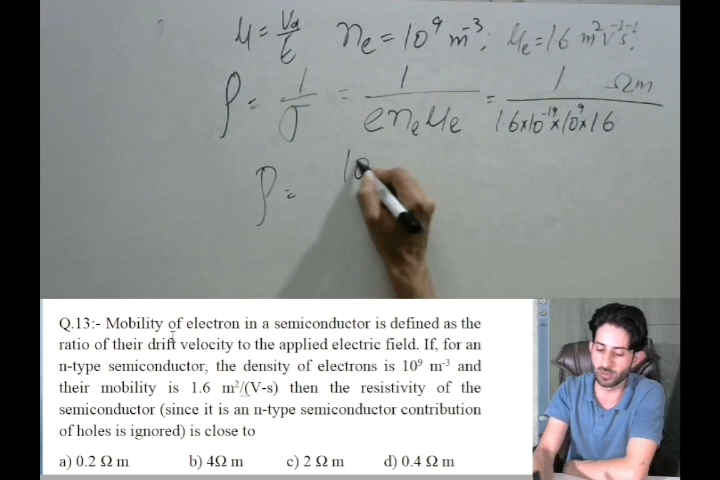 μ = Vd/E nₑ = 10⁹ m⁻³; μₑ = 1.6 m²V⁻¹s⁻¹.
ρ = 1/σ = 1/(e nₑ μₑ) = 1/(1.6×10⁻¹⁹×10⁹×1.6) Ωm
ρ = 10
Q.13:- Mobility of electron in a semiconductor is defined as the
ratio of their drift velocity to the applied electric field. If, for an
n-type semiconductor, the density of electrons is 10⁹ m⁻³ and
their mobility is 1.6 m²/(V-s) then the resistivity of the
semiconductor (since it is an n-type semiconductor contribution
of holes is ignored) is close to
a) 0.2 Ω m b) 4Ω m c) 2 Ω m d) 0.4 Ω m